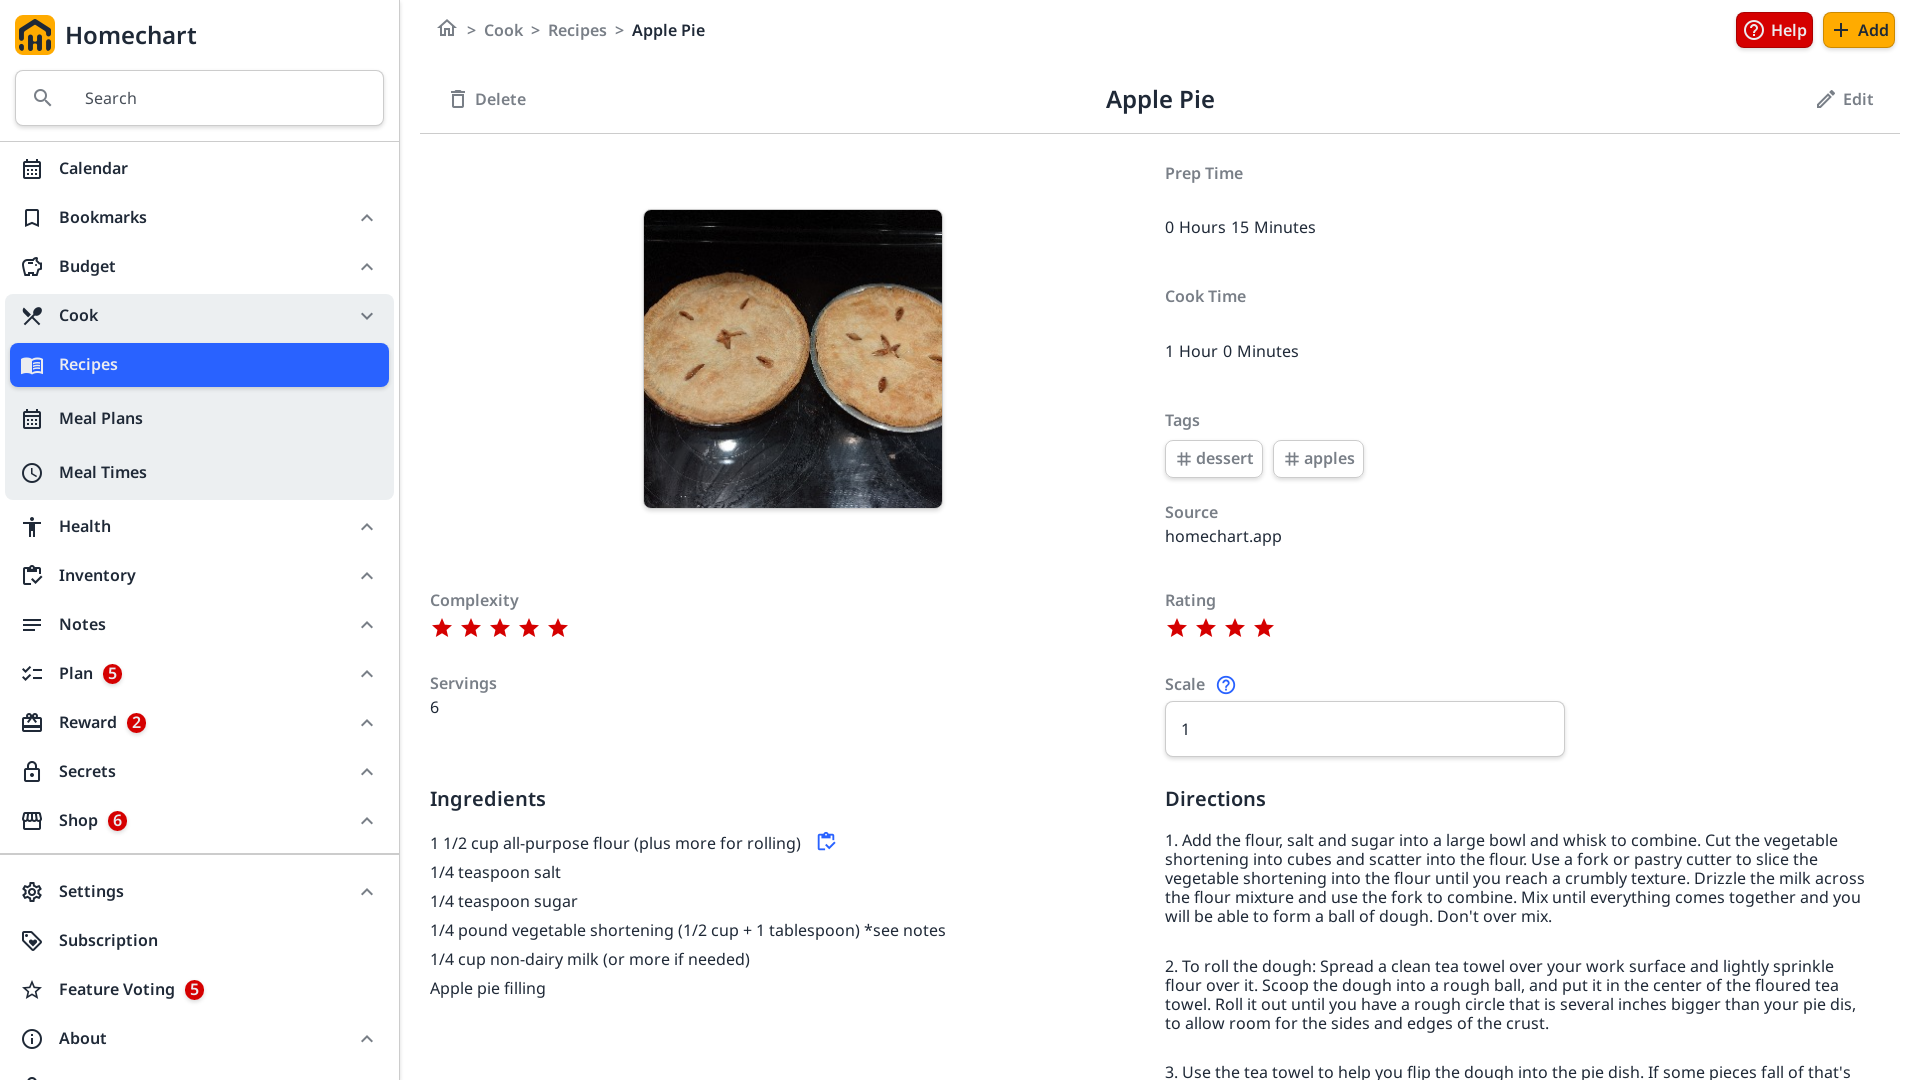 Homechart
Search
Calendar
Bookmarks
Budget
Cook
Recipes
Meal Plans
Meal Times
Health
Inventory
Notes
Plan 5
Reward 2
Secrets
Shop 6
Settings
Subscription
Feature Voting 5
About
> Cook > Recipes > Apple Pie
Help
Add
Delete
Apple Pie
Edit
Prep Time
0 Hours 15 Minutes
Cook Time
1 Hour 0 Minutes
Tags
# dessert # apples
Source
homechart.app
Complexity
Rating
Servings
6
Scale
1
Ingredients
1 1/2 cup all-purpose flour (plus more for rolling)
1/4 teaspoon salt
1/4 teaspoon sugar
1/4 pound vegetable shortening (1/2 cup + 1 tablespoon) *see notes
1/4 cup non-dairy milk (or more if needed)
Apple pie filling
Directions
1. Add the flour, salt and sugar into a large bowl and whisk to combine. Cut the vegetable
shortening into cubes and scatter into the flour. Use a fork or pastry cutter to slice the
vegetable shortening into the flour until you reach a crumbly texture. Drizzle the milk across
the flour mixture and use the fork to combine. Mix until everything comes together and you
will be able to form a ball of dough. Don't over mix.
2. To roll the dough: Spread a clean tea towel over your work surface and lightly sprinkle
flour over it. Scoop the dough into a rough ball, and put it in the center of the floured tea
towel. Roll it out until you have a rough circle that is several inches bigger than your pie dis,
to allow room for the sides and edges of the crust.
3. Use the tea towel to help you flip the dough into the pie dish. If some pieces fall of that's